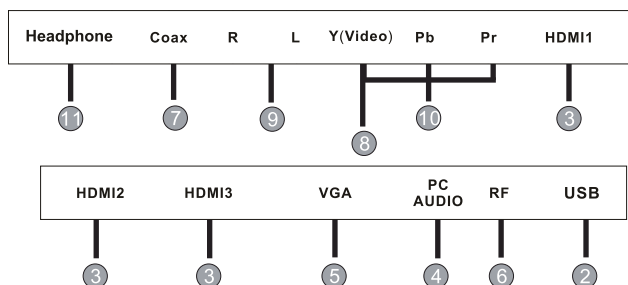 Headphone Coax R L Y(Video) Pb Pr HDMI1
11 7 9 8 10 3
HDMI2 HDMI3 VGA PC AUDIO RF USB
3 3 5 4 6 2